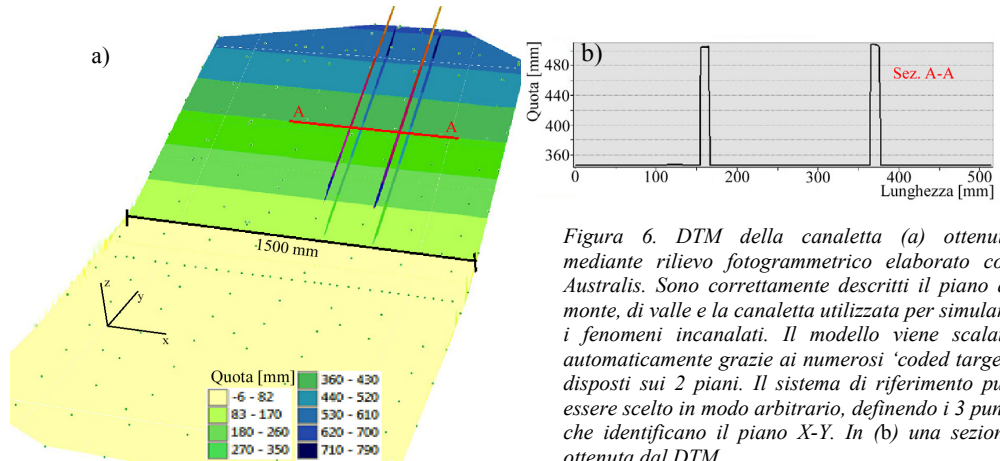 a)
A
A
1500 mm
z
y
x
Quota [mm]
-6 - 82
83 - 170
180 - 260
270 - 350
360 - 430
440 - 520
530 - 610
620 - 700
710 - 790
b)
Quota [mm]
480
440
400
360
Sez. A-A
0
100
200
300
400
500
Lunghezza [mm]
Figura 6. DTM della canaletta (a) ottenu
mediante rilievo fotogrammetrico elaborato co
Australis. Sono correttamente descritti il piano
monte, di valle e la canaletta utilizzata per simular
i fenomeni incanalati. Il modello viene scalat
automaticamente grazie ai numerosi ‘coded targe
disposti sui 2 piani. Il sistema di riferimento pu
essere scelto in modo arbitrario, definendo i 3 pun
che identificano il piano X-Y. In (b) una sezion
ottenuta dal DTM